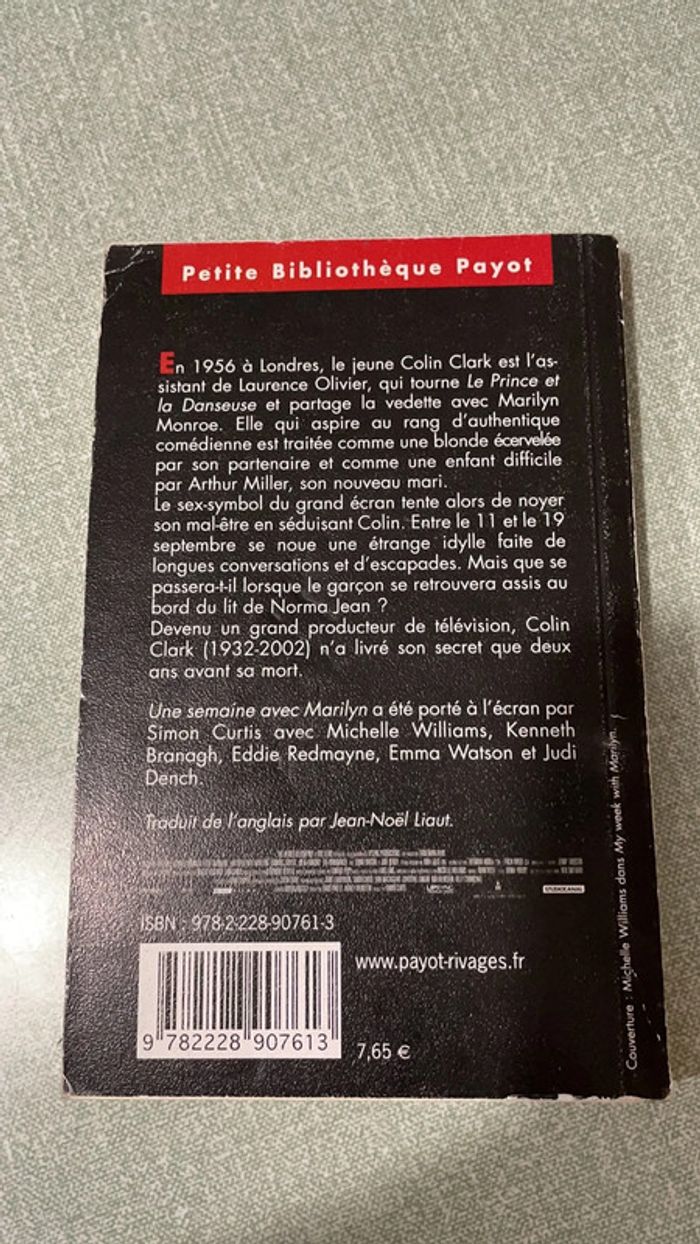 Petite Bibliothèque Payot
En 1956 à Londres, le jeune Colin Clark est l'as-
sistant de Laurence Olivier, qui tourne Le Prince et
la Danseuse et partage la vedette avec Marilyn
Monroe. Elle qui aspire au rang d'authentique
comédienne est traitée comme une blonde écervelée
par son partenaire et comme une enfant difficile
par Arthur Miller, son nouveau mari.
Le sex-symbol du grand écran tente alors de noyer
son mal-être en séduisant Colin. Entre le 11 et le 19
septembre se noue une étrange idylle faite de
longues conversations et d'escapades. Mais que se
passera-t-il lorsque le garçon se retrouvera assis au
bord du lit de Norma Jean ?
Devenu un grand producteur de télévision, Colin
Clark (1932-2002) n'a livré son secret que deux
ans avant sa mort.
Une semaine avec Marilyn a été porté à l'écran par
Simon Curtis avec Michelle Williams, Kenneth
Branagh, Eddie Redmayne, Emma Watson et Judi
Dench.
Traduit de l'anglais par Jean-Noël Liaut.
STUDIOCANAL
ISBN : 978-2-228-90761-3
www.payot-rivages.fr
9 782228 907613
7,65 €
Couverture : Michelle Williams dans My week with Marilyn.